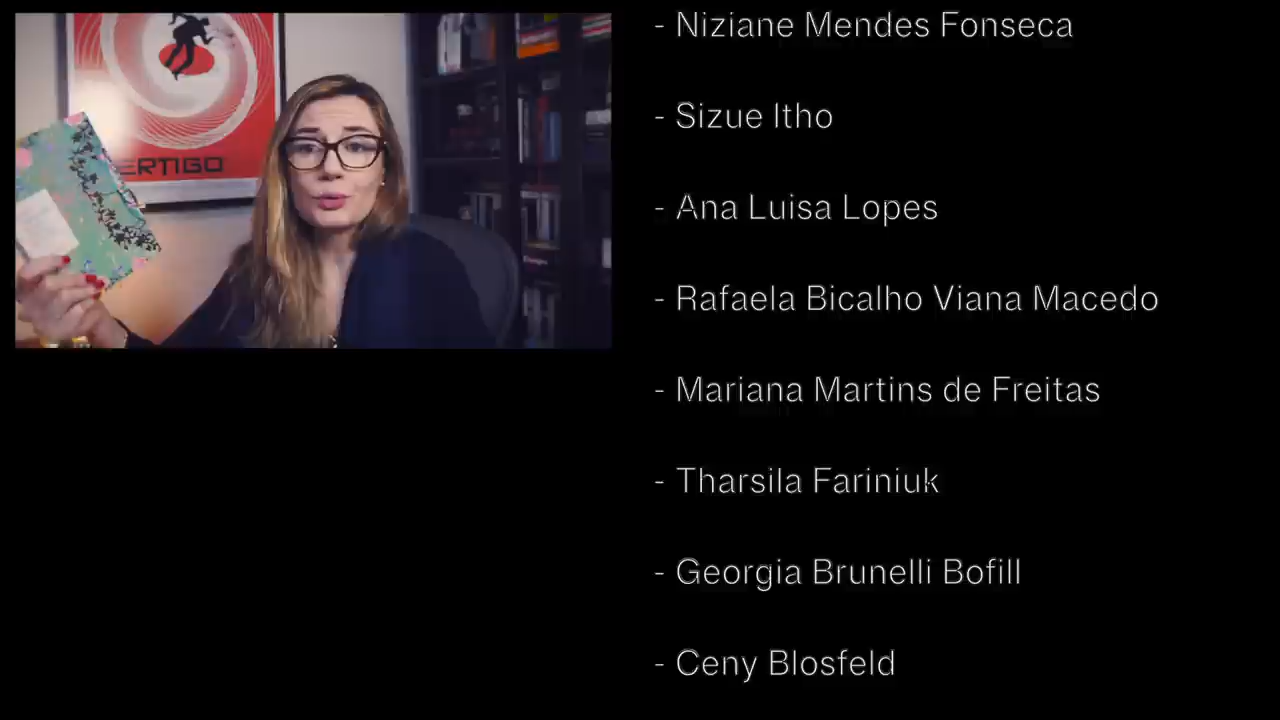 ERTIGO
- Niziane Mendes Fonseca
- Sizue Itho
- Ana Luisa Lopes
- Rafaela Bicalho Viana Macedo
- Mariana Martins de Freitas
- Tharsila Fariniuk
- Georgia Brunelli Bofill
- Ceny Blosfeld